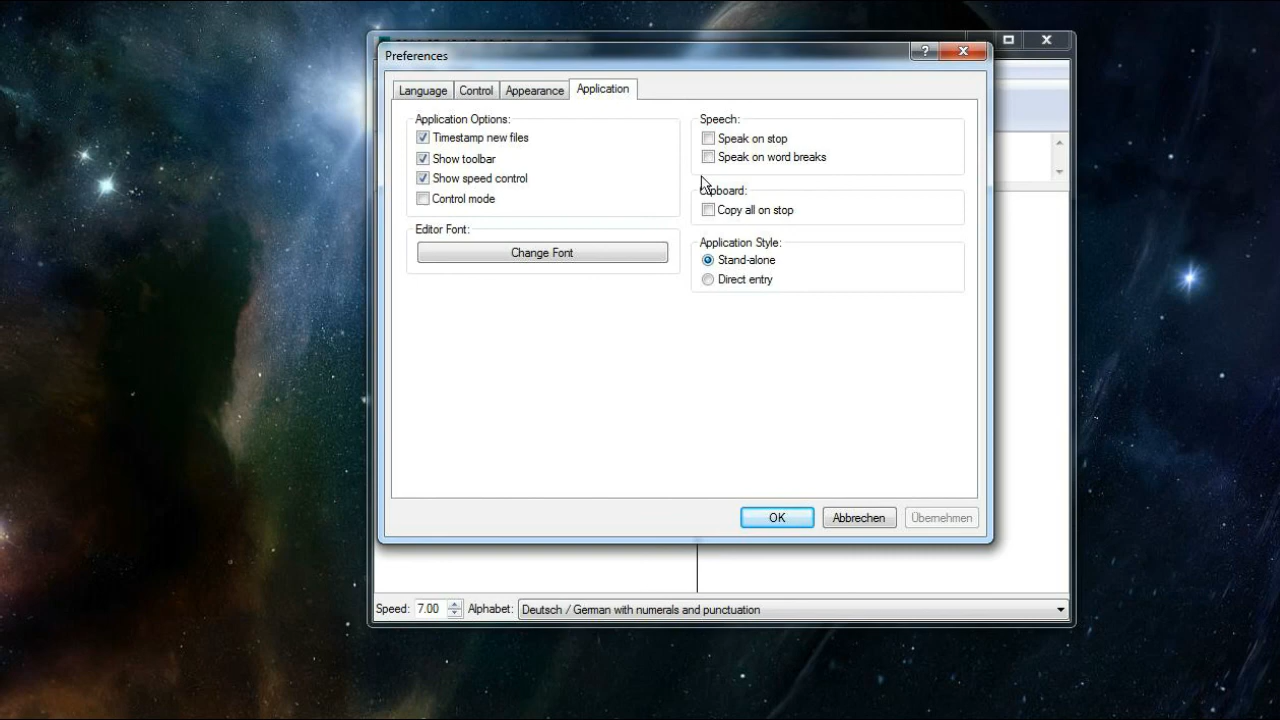 Preferences
?
Language Control Appearance Application
Application Options:
Timestamp new files
Show toolbar
Show speed control
Control mode
Editor Font:
Change Font
Speech:
Speak on stop
Speak on word breaks
Copy all on stop
Application Style:
Stand-alone
Direct entry
OK Abbrechen Übernehmen
Speed: 7.00 Alphabet: Deutsch / German with numerals and punctuation